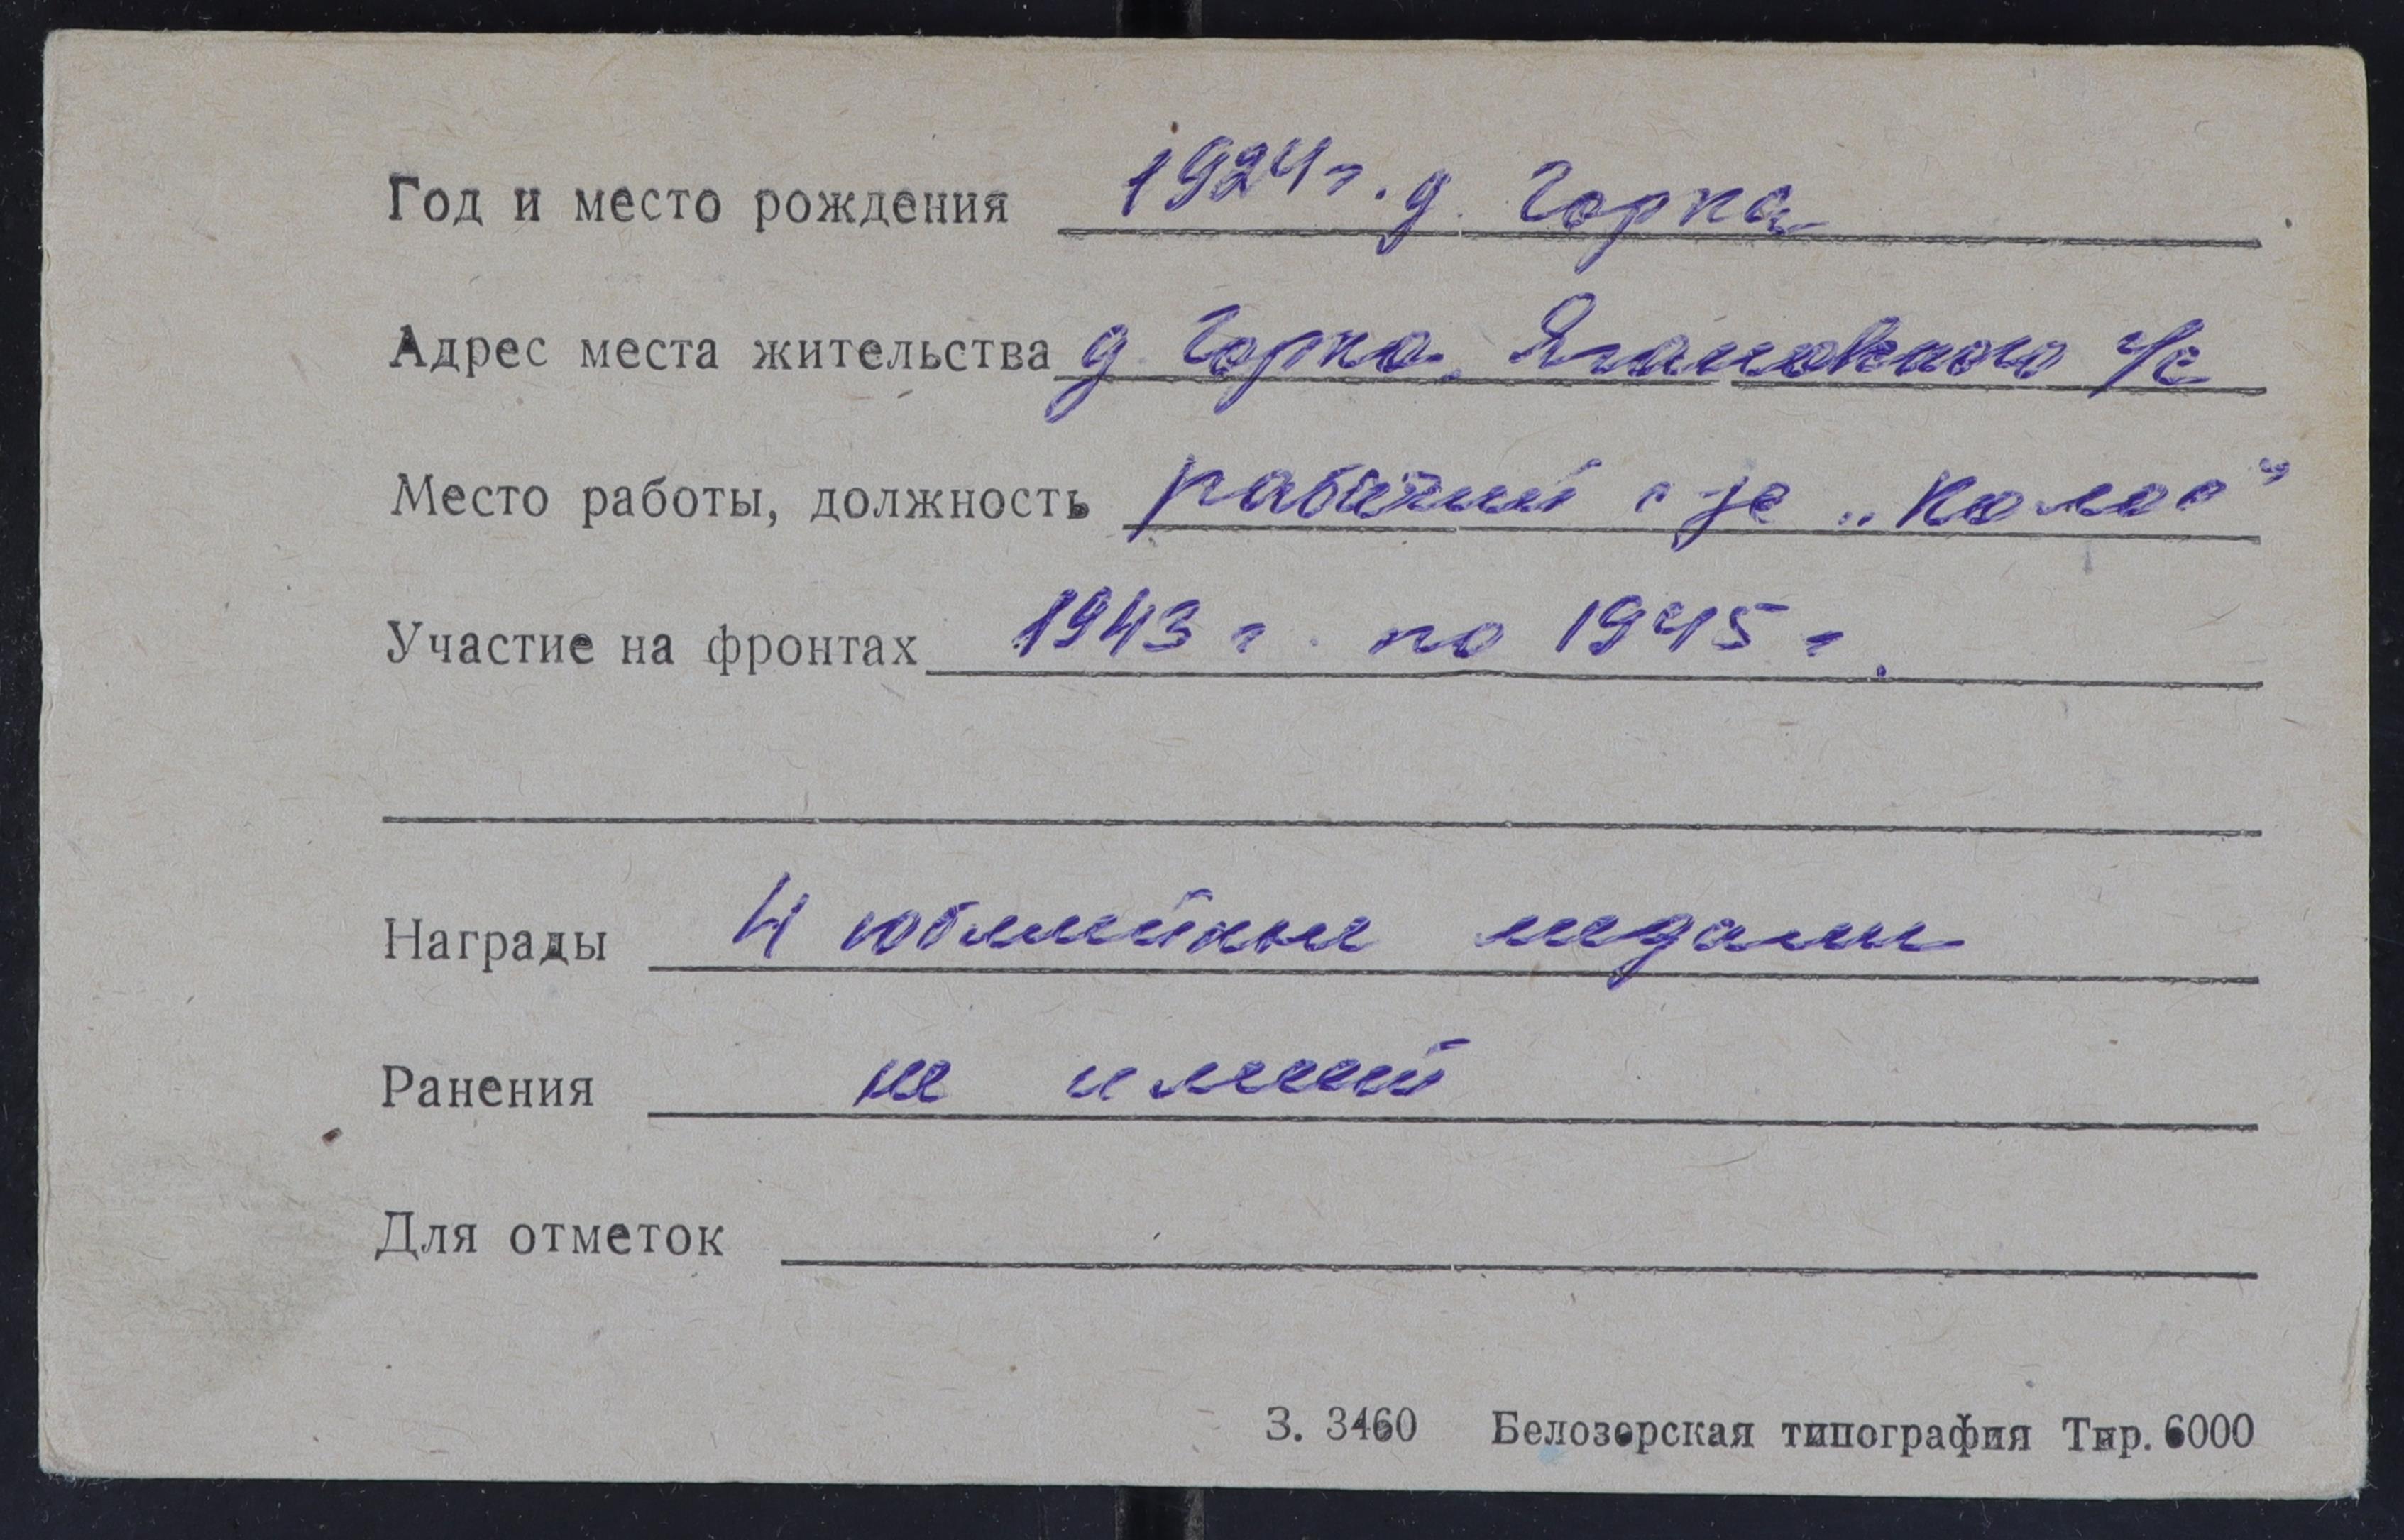 Год и место рождения 1924 г. д. Горка
Адрес места жительства д. Горка, Ягановского с/с
Место работы, должность рабочий "Колос"
Участие на фронтах 1943 г. по 1945 г.
Награды 4 юбилейные медали
Ранения не имеет
Для отметок
З. 3460 Белозерская типография Тир. 6000